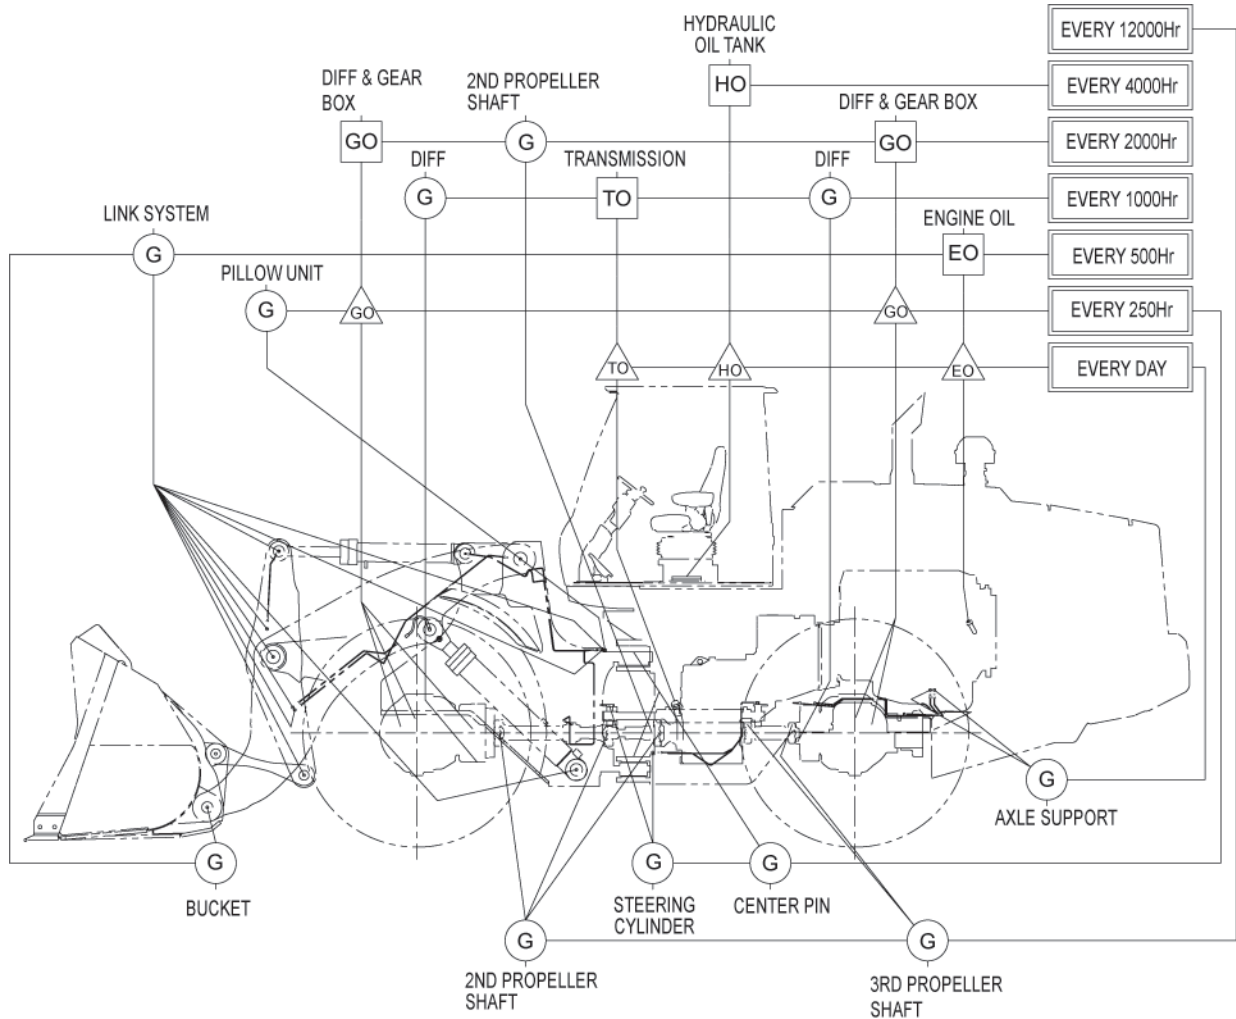 HYDRAULIC
OIL TANK
EVERY 12000Hr
DIFF & GEAR
BOX
2ND PROPELLER
SHAFT
HO
EVERY 4000Hr
DIFF & GEAR BOX
GO
G
GO
EVERY 2000Hr
DIFF
TRANSMISSION
DIFF
G
TO
G
EVERY 1000Hr
LINK SYSTEM
ENGINE OIL
G
EO
EVERY 500Hr
PILLOW UNIT
G
GO
GO
EVERY 250Hr
TO
HO
EO
EVERY DAY
G
AXLE SUPPORT
G
BUCKET
G
STEERING
CYLINDER
G
CENTER PIN
G
2ND PROPELLER
SHAFT
G
3RD PROPELLER
SHAFT